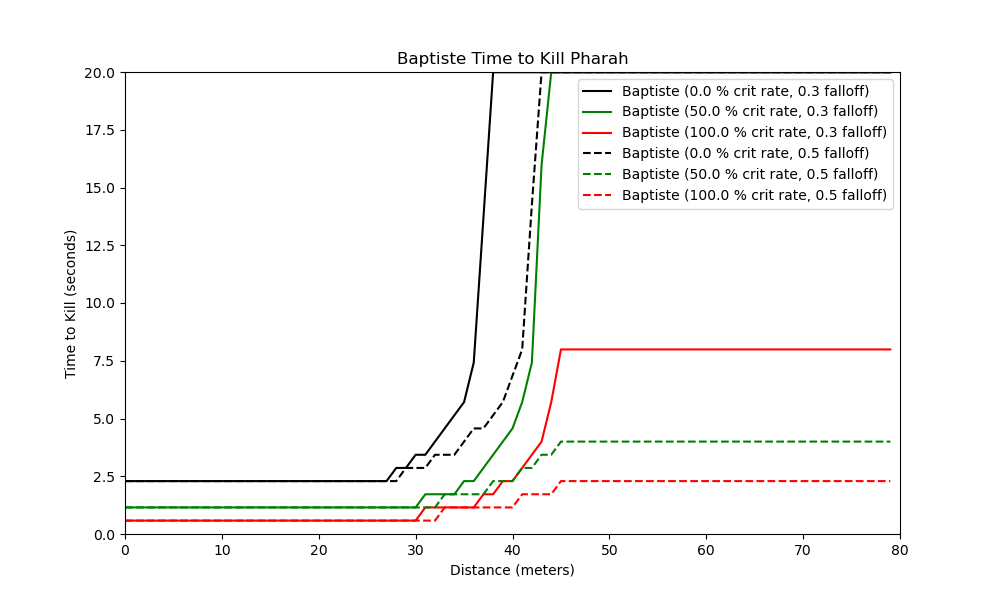 Baptiste Time to Kill Pharah
20.0
17.5
15.0
12.5
10.0
7.5
5.0
2.5
0.0
Time to Kill (seconds)
Baptiste (0.0 % crit rate, 0.3 falloff)
Baptiste (50.0 % crit rate, 0.3 falloff)
Baptiste (100.0 % crit rate, 0.3 falloff)
Baptiste (0.0 % crit rate, 0.5 falloff)
Baptiste (50.0 % crit rate, 0.5 falloff)
Baptiste (100.0 % crit rate, 0.5 falloff)
0 10 20 30 40 50 60 70 80
Distance (meters)